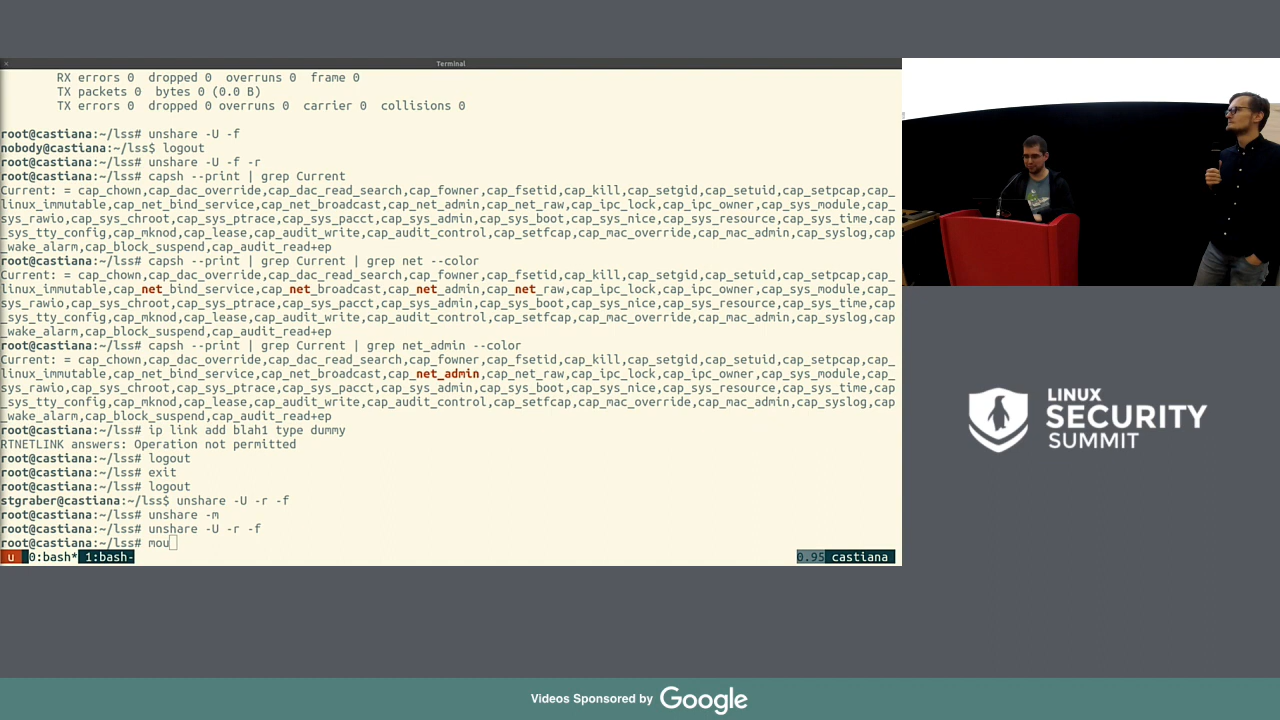 Terminal
RX errors 0  dropped 0  overruns 0  frame 0
TX packets 0  bytes 0 (0.0 B)
TX errors 0  dropped 0 overruns 0  carrier 0  collisions 0
root@castiana:~/lss# unshare -U -f
nobody@castiana:~/lss$ logout
root@castiana:~/lss# unshare -U -f -r
root@castiana:~/lss# capsh --print | grep Current
Current: = cap_chown,cap_dac_override,cap_dac_read_search,cap_fowner,cap_fsetid,cap_kill,cap_setgid,cap_setuid,cap_setpcap,cap_
linux_immutable,cap_net_bind_service,cap_net_broadcast,cap_net_admin,cap_net_raw,cap_ipc_lock,cap_ipc_owner,cap_sys_module,cap_
sys_rawio,cap_sys_chroot,cap_sys_ptrace,cap_sys_pacct,cap_sys_admin,cap_sys_boot,cap_sys_nice,cap_sys_resource,cap_sys_time,cap
_sys_tty_config,cap_mknod,cap_lease,cap_audit_write,cap_audit_control,cap_setfcap,cap_mac_override,cap_mac_admin,cap_syslog,cap
_wake_alarm,cap_block_suspend,cap_audit_read+ep
root@castiana:~/lss# capsh --print | grep Current | grep net --color
Current: = cap_chown,cap_dac_override,cap_dac_read_search,cap_fowner,cap_fsetid,cap_kill,cap_setgid,cap_setuid,cap_setpcap,cap_
linux_immutable,cap_net_bind_service,cap_net_broadcast,cap_net_admin,cap_net_raw,cap_ipc_lock,cap_ipc_owner,cap_sys_module,cap_
sys_rawio,cap_sys_chroot,cap_sys_ptrace,cap_sys_pacct,cap_sys_admin,cap_sys_boot,cap_sys_nice,cap_sys_resource,cap_sys_time,cap
_sys_tty_config,cap_mknod,cap_lease,cap_audit_write,cap_audit_control,cap_setfcap,cap_mac_override,cap_mac_admin,cap_syslog,cap
_wake_alarm,cap_block_suspend,cap_audit_read+ep
root@castiana:~/lss# capsh --print | grep Current | grep net_admin --color
Current: = cap_chown,cap_dac_override,cap_dac_read_search,cap_fowner,cap_fsetid,cap_kill,cap_setgid,cap_setuid,cap_setpcap,cap_
linux_immutable,cap_net_bind_service,cap_net_broadcast,cap_net_admin,cap_net_raw,cap_ipc_lock,cap_ipc_owner,cap_sys_module,cap_
sys_rawio,cap_sys_chroot,cap_sys_ptrace,cap_sys_pacct,cap_sys_admin,cap_sys_boot,cap_sys_nice,cap_sys_resource,cap_sys_time,cap
_sys_tty_config,cap_mknod,cap_lease,cap_audit_write,cap_audit_control,cap_setfcap,cap_mac_override,cap_mac_admin,cap_syslog,cap
_wake_alarm,cap_block_suspend,cap_audit_read+ep
root@castiana:~/lss# ip link add blah1 type dummy
RTNETLINK answers: Operation not permitted
root@castiana:~/lss# logout
root@castiana:~/lss# exit
root@castiana:~/lss# logout
stgraber@castiana:~/lss$ unshare -U -r -f
root@castiana:~/lss# unshare -m
root@castiana:~/lss# unshare -U -r -f
root@castiana:~/lss# mou
u 0:bash* 1:bash- 0.95 castiana
LINUX
SECURITY
SUMMIT
Videos Sponsored by Google